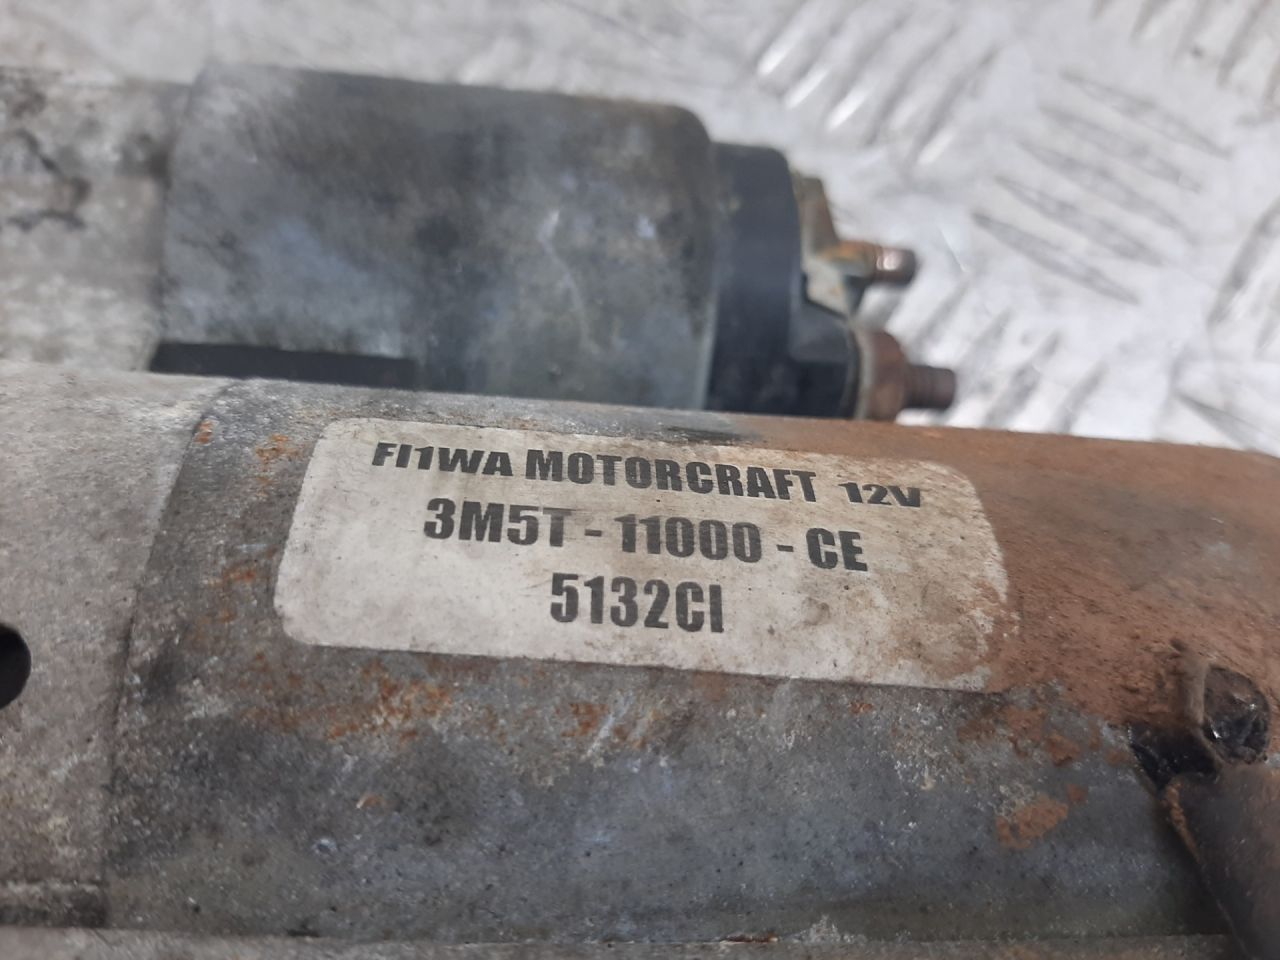 FI1WA MOTORCRAFT 12V
3M5T - 11000 - CE
5132CI